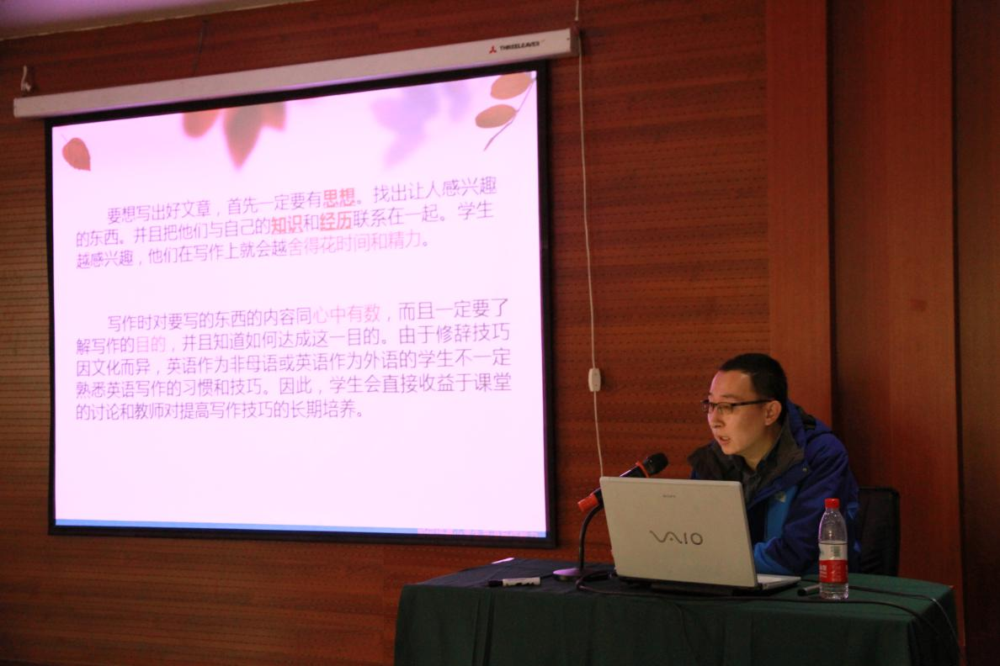 THREELEAVES
要想写出好文章，首先一定要有思想。找出让人感兴趣
的东西。并且把他们与自己的知识和经历联系在一起。学生
越感兴趣，他们在写作上就会越舍得花时间和精力。
写作时对要写的东西的内容同心中有数，而且一定要了
解写作的目的，并且知道如何达成这一目的。由于修辞技巧
因文化而异，英语作为非母语或英语作为外语的学生不一定
熟悉英语写作的习惯和技巧。因此，学生会直接收益于课堂
的讨论和教师对提高写作技巧的长期培养。
SONY
VAIO